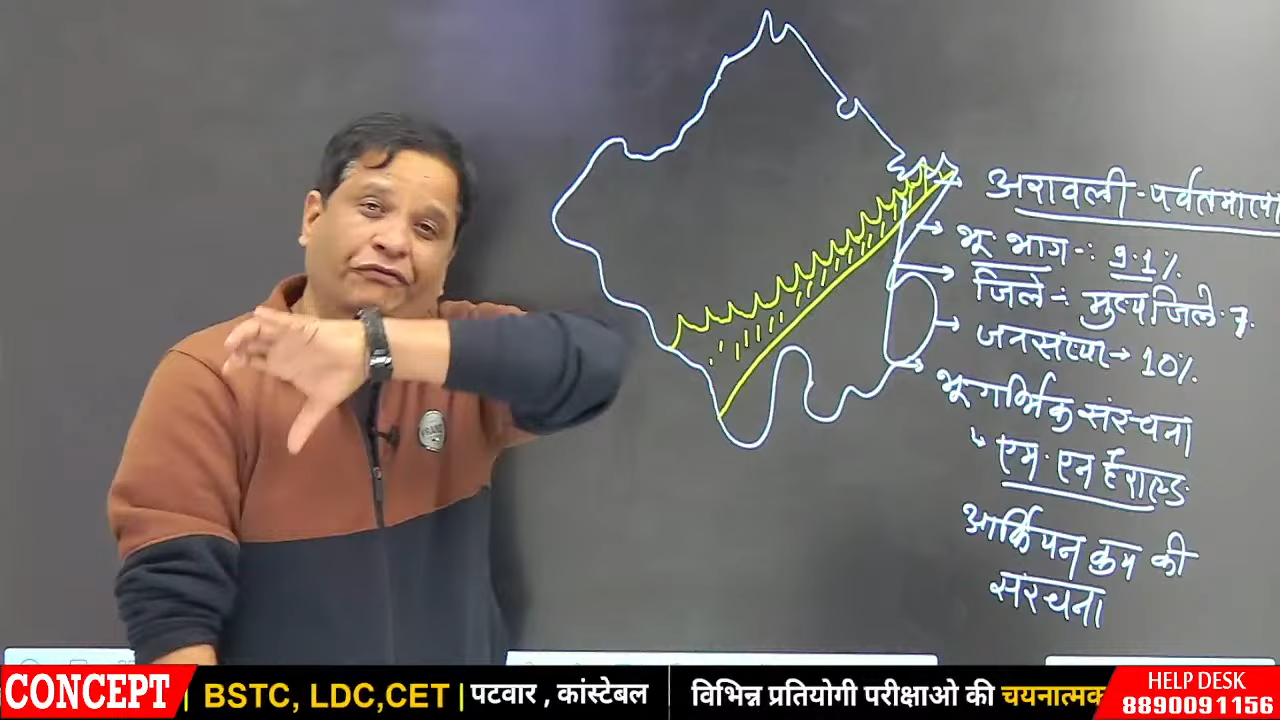 अरावली - पर्वतमाला
भू भाग -: 9.1%
जिले -: मुख्य जिले 7.
जनसंख्या → 10%
भूगर्भिक संरचना
↳ एम. एन हैराल्ड
आर्कियन क्रम की
संरचना
CONCEPT
BSTC, LDC,CET | पटवार , कांस्टेबल
विभिन्न प्रतियोगी परीक्षाओ की चयनात्मक
HELP DESK
8890091156